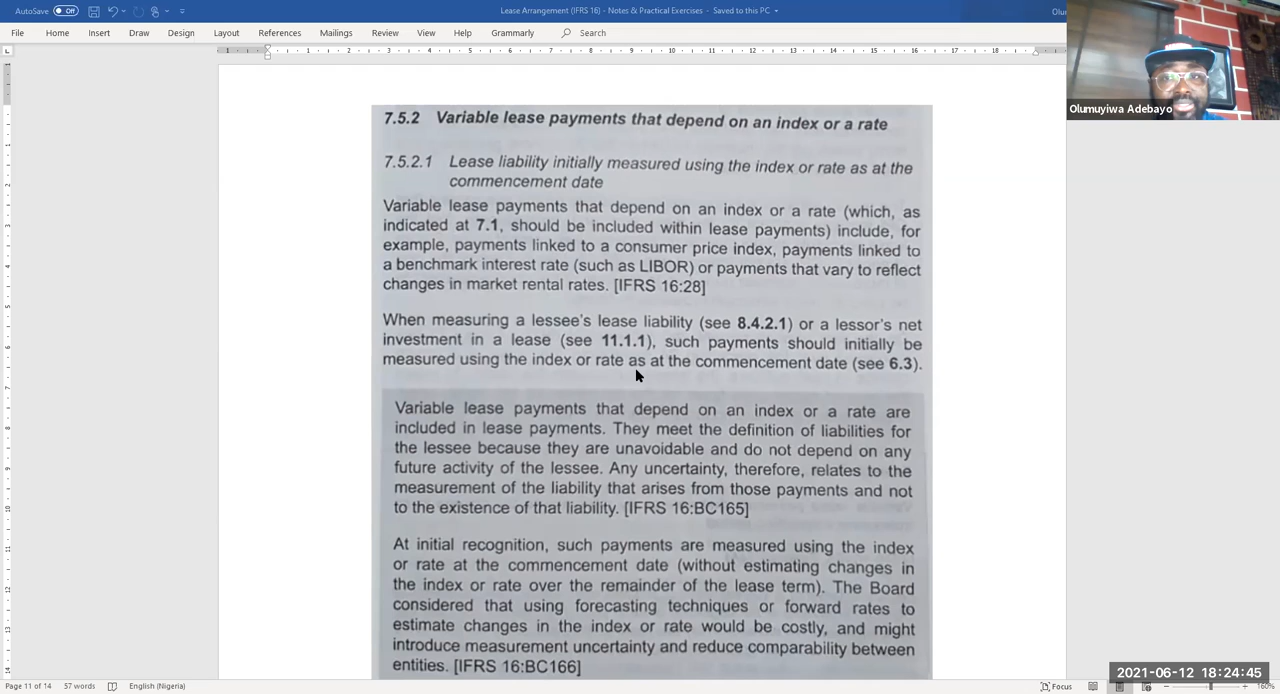 AutoSave Off
Lease Arrangement (IFRS 16) - Notes & Practical Exercises - Saved to this PC
Olu
File Home Insert Draw Design Layout References Mailings Review View Help Grammarly Search
Olumuyiwa Adebayo
7.5.2 Variable lease payments that depend on an index or a rate
7.5.2.1 Lease liability initially measured using the index or rate as at the
commencement date
Variable lease payments that depend on an index or a rate (which, as
indicated at 7.1, should be included within lease payments) include, for
example, payments linked to a consumer price index, payments linked to
a benchmark interest rate (such as LIBOR) or payments that vary to reflect
changes in market rental rates. [IFRS 16:28]
When measuring a lessee's lease liability (see 8.4.2.1) or a lessor's net
investment in a lease (see 11.1.1), such payments should initially be
measured using the index or rate as at the commencement date (see 6.3).
Variable lease payments that depend on an index or a rate are
included in lease payments. They meet the definition of liabilities for
the lessee because they are unavoidable and do not depend on any
future activity of the lessee. Any uncertainty, therefore, relates to the
measurement of the liability that arises from those payments and not
to the existence of that liability. [IFRS 16:BC165]
At initial recognition, such payments are measured using the index
or rate at the commencement date (without estimating changes in
the index or rate over the remainder of the lease term). The Board
considered that using forecasting techniques or forward rates to
estimate changes in the index or rate would be costly, and might
introduce measurement uncertainty and reduce comparability between
entities. [IFRS 16:BC166]
2021-06-12 18:24:45
Page 11 of 14 57 words English (Nigeria) Focus 160%